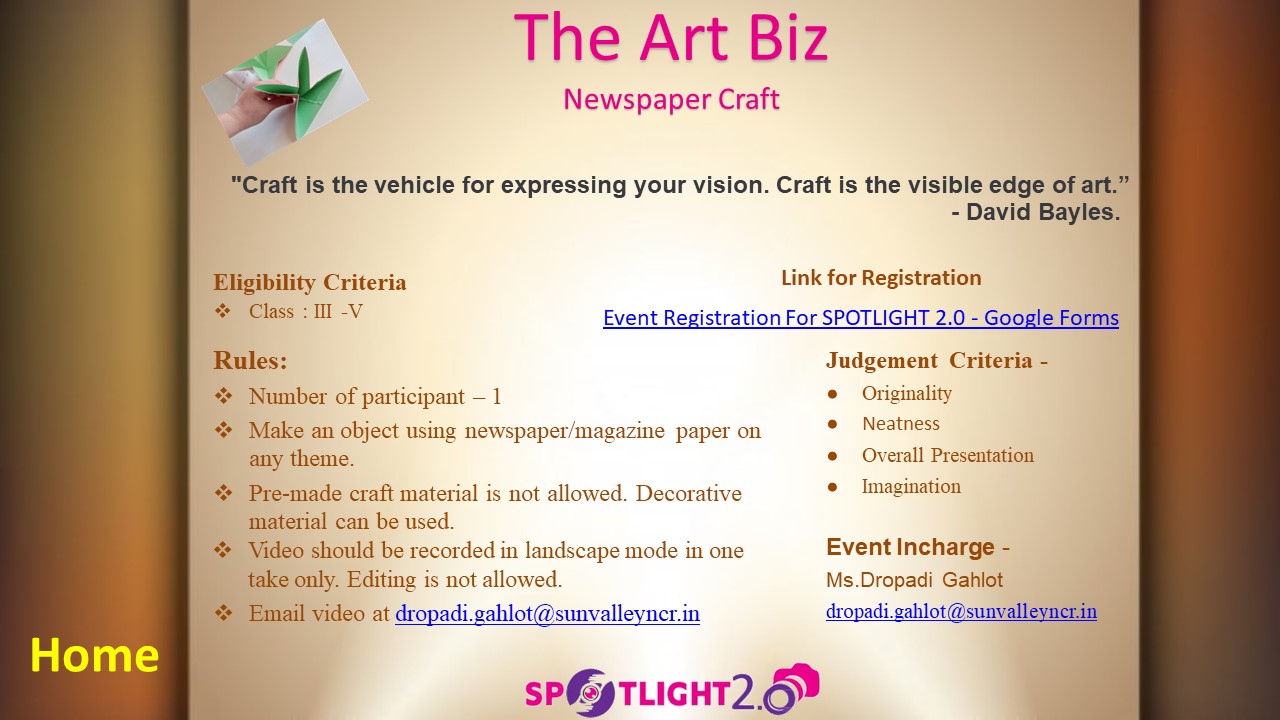 The Art Biz
Newspaper Craft
"Craft is the vehicle for expressing your vision. Craft is the visible edge of art.”
- David Bayles.
Eligibility Criteria
❖ Class : III -V
Link for Registration
Event Registration For SPOTLIGHT 2.0 - Google Forms
Rules:
❖ Number of participant – 1
❖ Make an object using newspaper/magazine paper on
any theme.
❖ Pre-made craft material is not allowed. Decorative
material can be used.
❖ Video should be recorded in landscape mode in one
take only. Editing is not allowed.
❖ Email video at dropadi.gahlot@sunvalleyncr.in
Judgement Criteria -
● Originality
● Neatness
● Overall Presentation
● Imagination
Event Incharge -
Ms.Dropadi Gahlot
dropadi.gahlot@sunvalleyncr.in
Home
SPOTLIGHT2.0